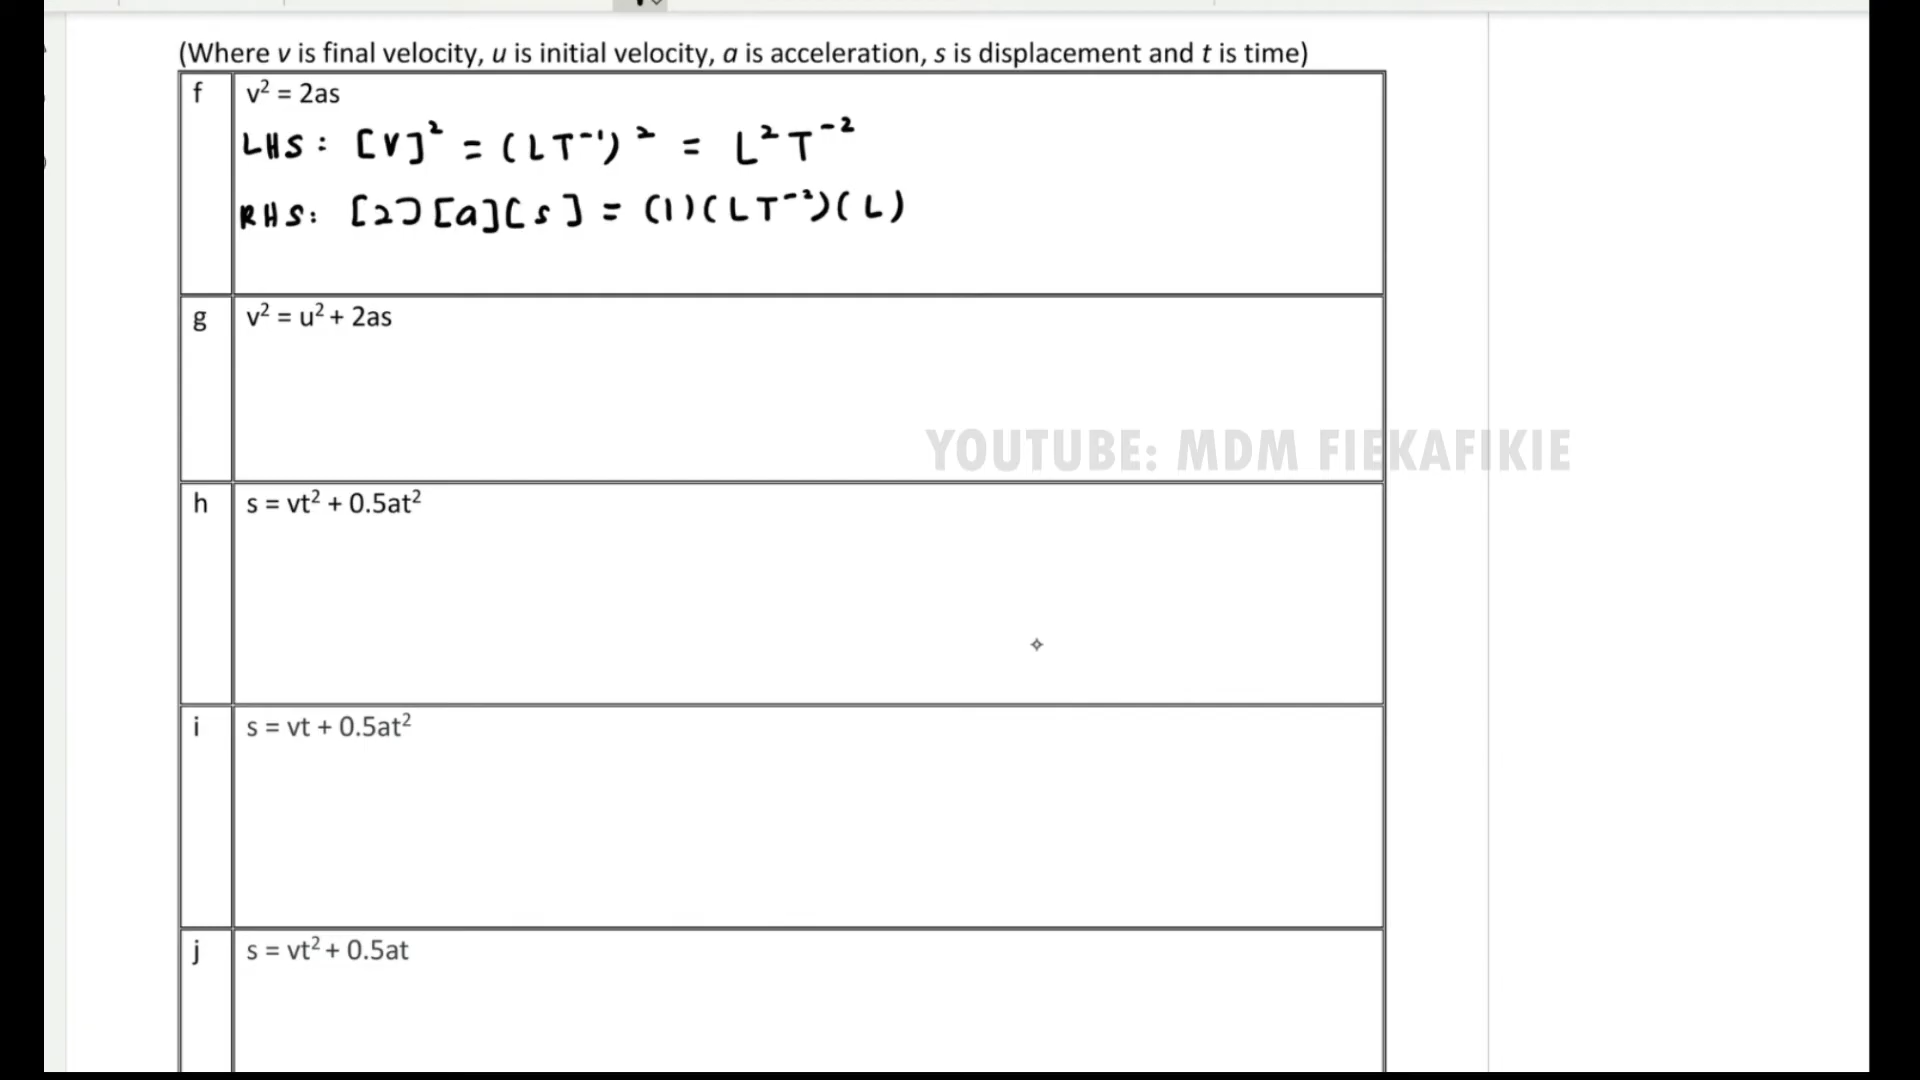 (Where v is final velocity, u is initial velocity, a is acceleration, s is displacement and t is time)
f v² = 2as
LHS: [v]² = (LT⁻¹)² = L²T⁻²
RHS: [2][a][s] = (1)(LT⁻²)(L)
g v² = u² + 2as
YOUTUBE: MDM FIEKAFIKIE
h s = vt² + 0.5at²
i s = vt + 0.5at²
j s = vt² + 0.5at